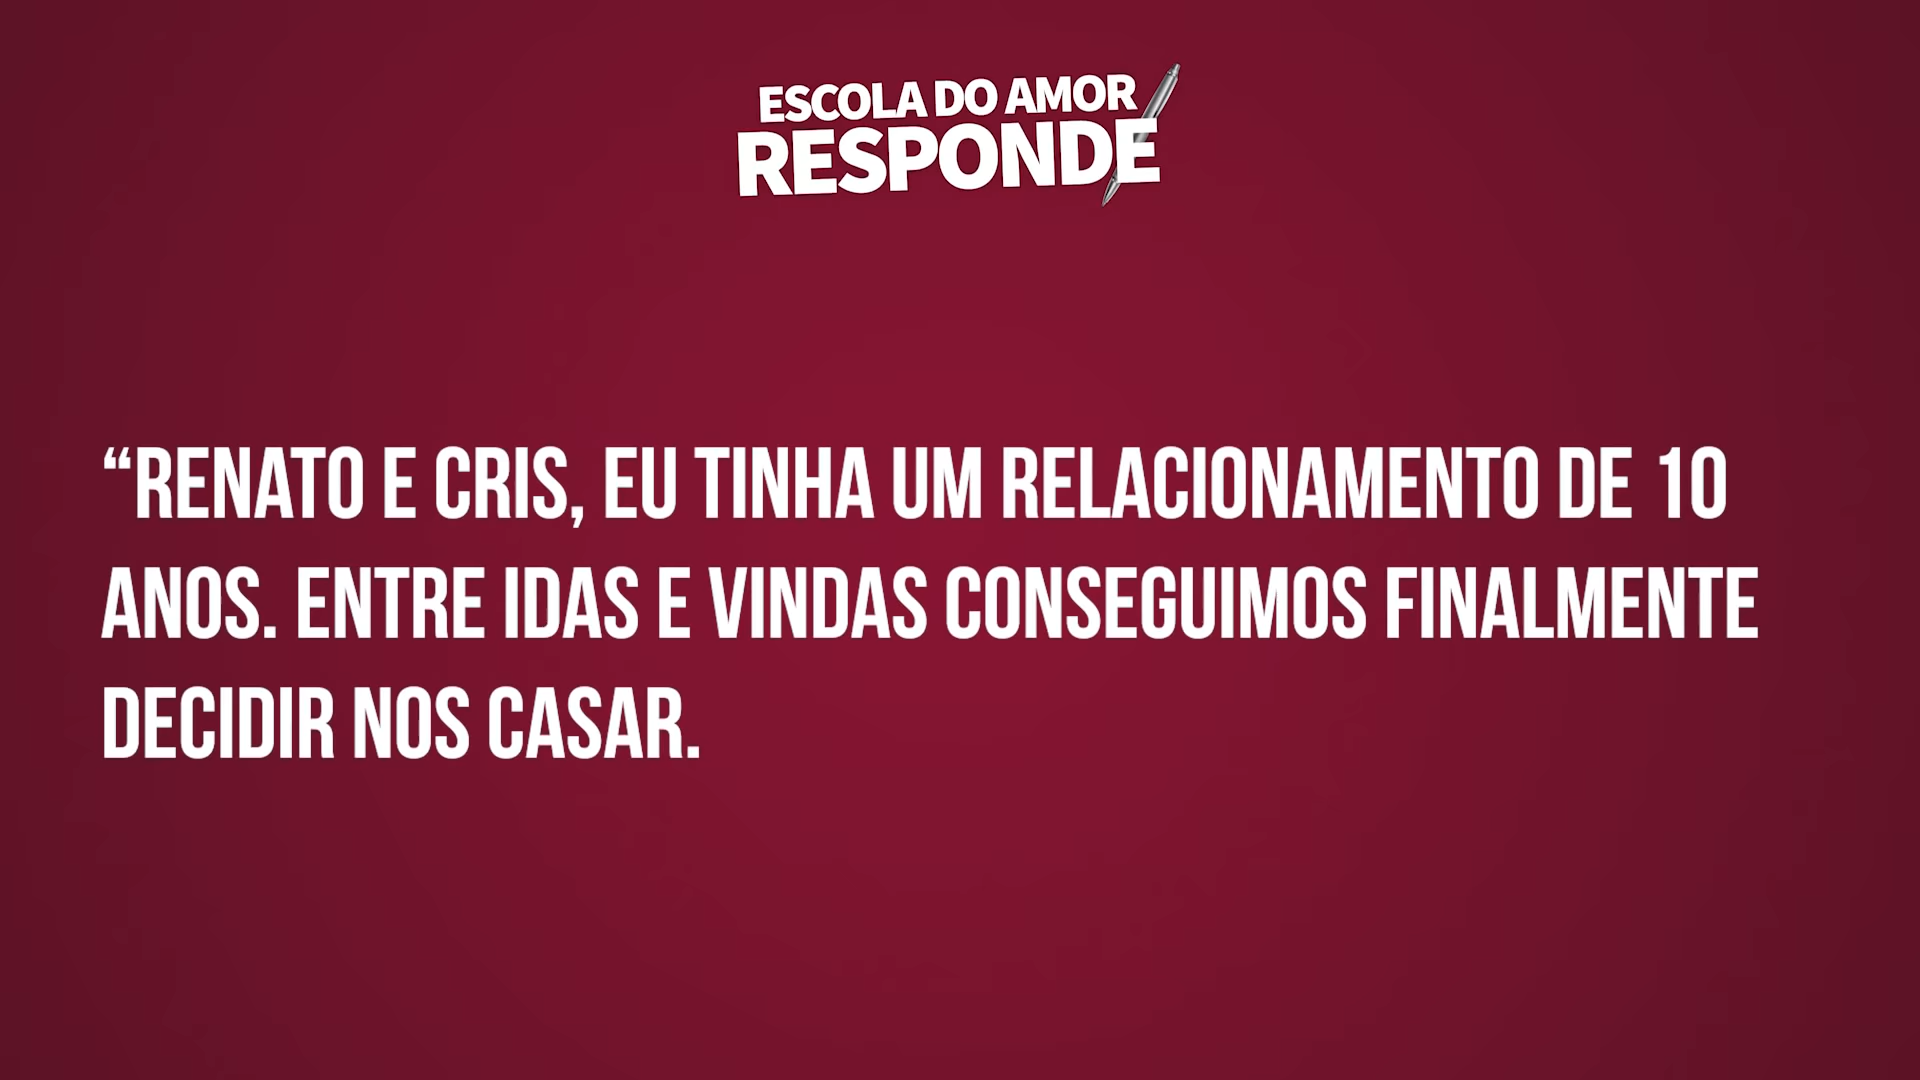 ESCOLA DO AMOR
RESPONDE
“RENATO E CRIS, EU TINHA UM RELACIONAMENTO DE 10
ANOS. ENTRE IDAS E VINDAS CONSEGUIMOS FINALMENTE
DECIDIR NOS CASAR.